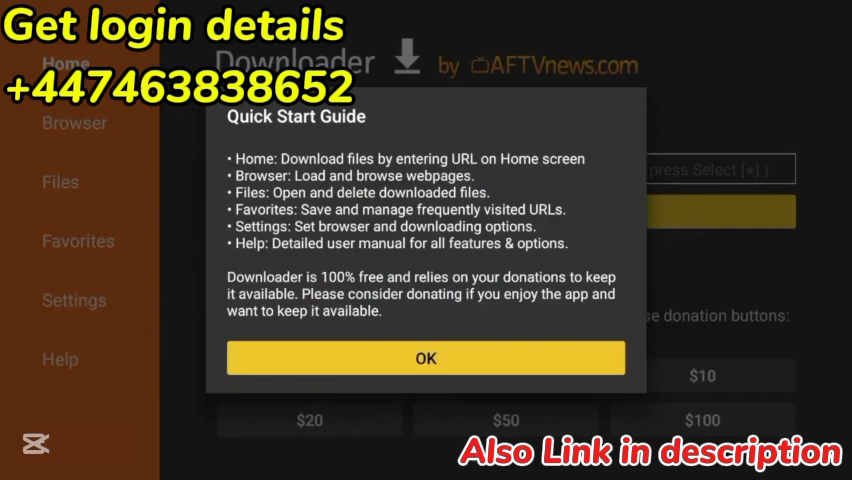 Get login details
+447463838652
Home
Downloader by AFTVnews.com
Browser
Files
Favorites
Settings
Help
Quick Start Guide
• Home: Download files by entering URL on Home screen
• Browser: Load and browse webpages.
• Files: Open and delete downloaded files.
• Favorites: Save and manage frequently visited URLs.
• Settings: Set browser and downloading options.
• Help: Detailed user manual for all features & options.
Downloader is 100% free and relies on your donations to keep
it available. Please consider donating if you enjoy the app and
want to keep it available.
OK
press Select [●] )
se donation buttons:
$10
$20 $50 $100
Also Link in description